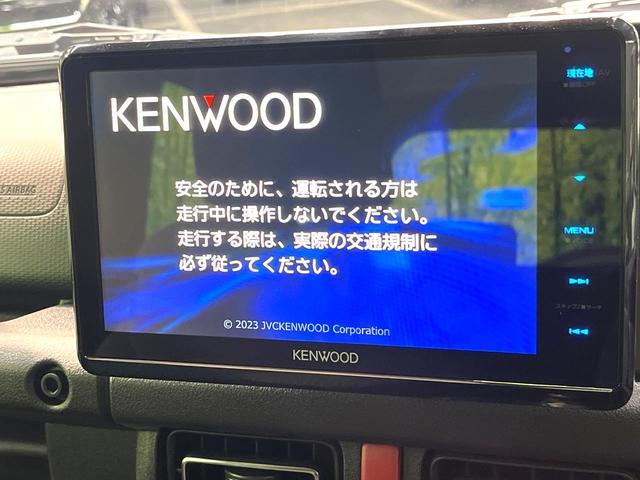 KENWOOD
安全のために、運転される方は
走行中に操作しないでください。
走行する際は、実際の交通規制に
必ず従ってください。
© 2023 JVCKENWOOD Corporation
KENWOOD
現在地/AV
MENU
AIRBAG